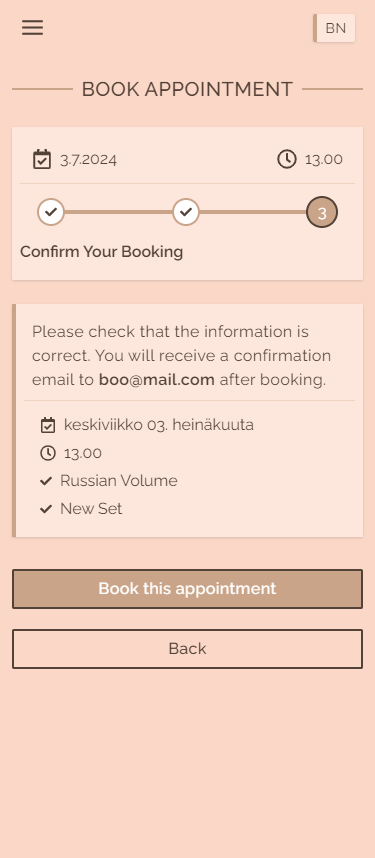 BN
BOOK APPOINTMENT
3.7.2024
13.00
3
Confirm Your Booking
Please check that the information is
correct. You will receive a confirmation
email to boo@mail.com after booking.
keskiviikko 03. heinäkuuta
13.00
Russian Volume
New Set
Book this appointment
Back